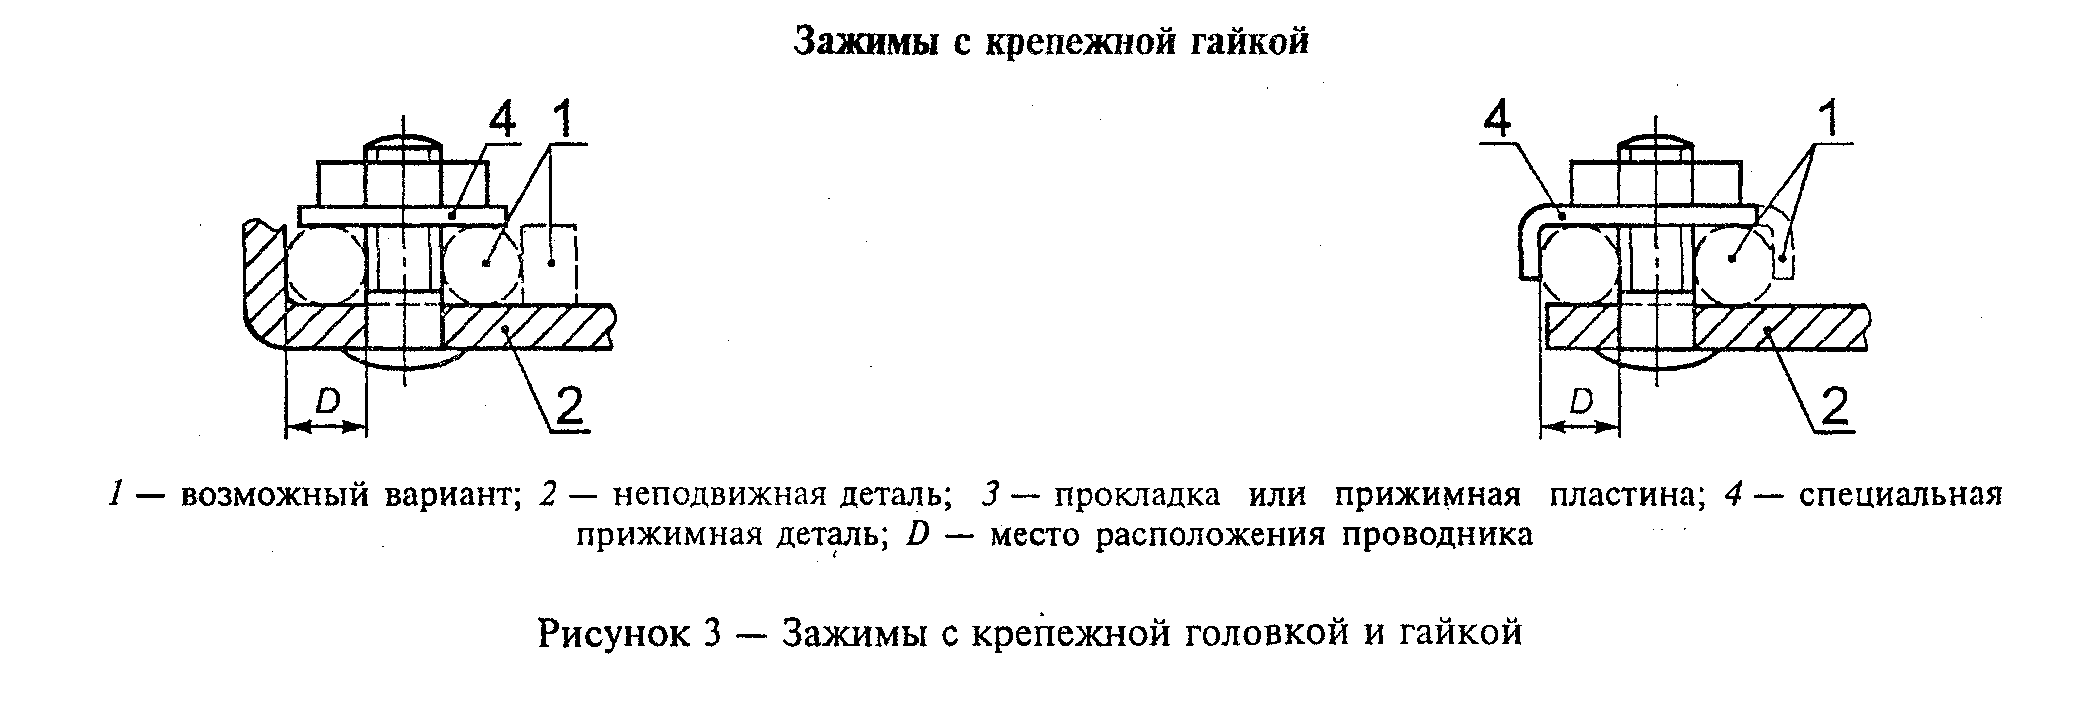 Зажимы с крепежной гайкой
4 1 4 1
2 2
D D
1 — возможный вариант; 2 — неподвижная деталь; 3 — прокладка или прижимная пластина; 4 — специальная
прижимная деталь; D — место расположения проводника
Рисунок 3 — Зажимы с крепежной головкой и гайкой